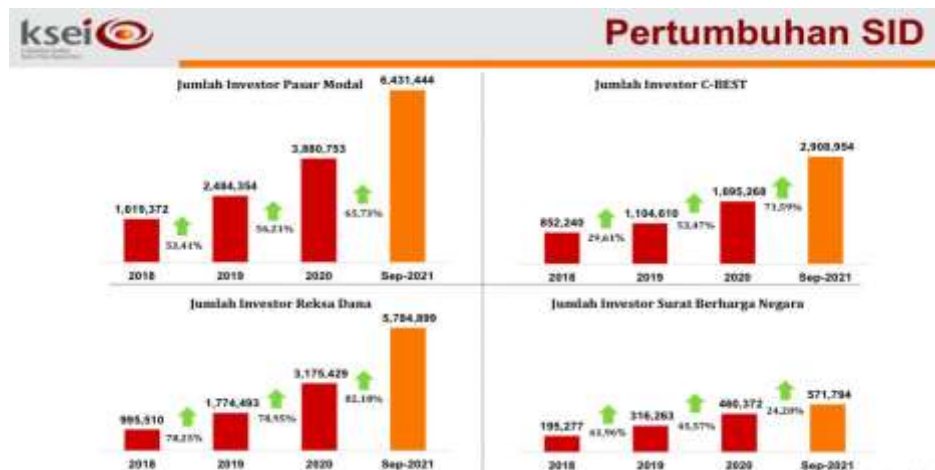 ksei
Pertumbuhan SID
Jumlah Investor Pasar Modal
6,431,444
3,880,753
2,484,354
1,619,372
53,41%
56,21%
65,73%
2018 2019 2020 Sep-2021
Jumlah Investor C-BEST
2,908,954
1,695,268
1,104,610
852,240
29,61%
53,47%
71,59%
2018 2019 2020 Sep-2021
Jumlah Investor Reksa Dana
5,784,899
3,175,429
1,774,493
995,510
78,25%
78,95%
82,18%
2018 2019 2020 Sep-2021
Jumlah Investor Surat Berharga Negara
571,794
460,372
316,263
195,277
61,96%
45,57%
24,20%
2018 2019 2020 Sep-2021